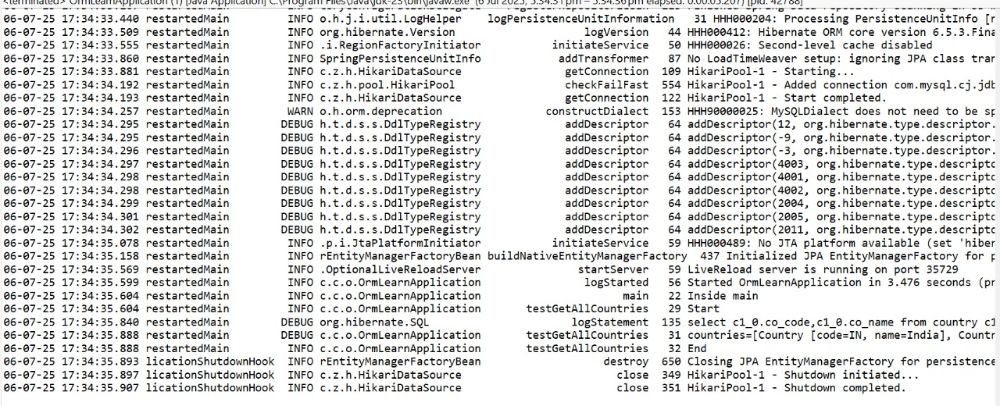 <terminated> OrmLearnApplication (1) [Java Application] C:\Program Files\Java\jdk-23\bin\javaw.exe (6 Jul 2025, 5:34:31 pm – 5:34:36 pm elapsed: 0:00:05.207) [pid: 42788]
06-07-25 17:34:33.440 restartedMain INFO o.h.j.i.util.LogHelper logPersistenceUnitInformation 31 HHH000204: Processing PersistenceUnitInfo [
06-07-25 17:34:33.509 restartedMain INFO org.hibernate.Version logVersion 44 HHH000412: Hibernate ORM core version 6.5.3.Fina
06-07-25 17:34:33.555 restartedMain INFO .i.RegionFactoryInitiator initiateService 50 HHH000026: Second-level cache disabled
06-07-25 17:34:33.860 restartedMain INFO SpringPersistenceUnitInfo addTransformer 87 No LoadTimeWeaver setup: ignoring JPA class tran
06-07-25 17:34:33.881 restartedMain INFO c.z.h.HikariDataSource getConnection 109 HikariPool-1 - Starting...
06-07-25 17:34:34.192 restartedMain INFO c.z.h.pool.HikariPool checkFailFast 554 HikariPool-1 - Added connection com.mysql.cj.jdb
06-07-25 17:34:34.193 restartedMain INFO c.z.h.HikariDataSource getConnection 122 HikariPool-1 - Start completed.
06-07-25 17:34:34.257 restartedMain WARN o.h.orm.deprecation constructDialect 153 HHH90000025: MySQLDialect does not need to be sp
06-07-25 17:34:34.295 restartedMain DEBUG h.t.d.s.s.DdlTypeRegistry addDescriptor 64 addDescriptor(12, org.hibernate.type.descriptor.
06-07-25 17:34:34.295 restartedMain DEBUG h.t.d.s.s.DdlTypeRegistry addDescriptor 64 addDescriptor(-9, org.hibernate.type.descriptor.
06-07-25 17:34:34.296 restartedMain DEBUG h.t.d.s.s.DdlTypeRegistry addDescriptor 64 addDescriptor(-3, org.hibernate.type.descriptor.
06-07-25 17:34:34.297 restartedMain DEBUG h.t.d.s.s.DdlTypeRegistry addDescriptor 64 addDescriptor(4003, org.hibernate.type.descripto
06-07-25 17:34:34.298 restartedMain DEBUG h.t.d.s.s.DdlTypeRegistry addDescriptor 64 addDescriptor(4001, org.hibernate.type.descripto
06-07-25 17:34:34.298 restartedMain DEBUG h.t.d.s.s.DdlTypeRegistry addDescriptor 64 addDescriptor(4002, org.hibernate.type.descripto
06-07-25 17:34:34.299 restartedMain DEBUG h.t.d.s.s.DdlTypeRegistry addDescriptor 64 addDescriptor(2004, org.hibernate.type.descripto
06-07-25 17:34:34.301 restartedMain DEBUG h.t.d.s.s.DdlTypeRegistry addDescriptor 64 addDescriptor(2005, org.hibernate.type.descripto
06-07-25 17:34:34.302 restartedMain DEBUG h.t.d.s.s.DdlTypeRegistry addDescriptor 64 addDescriptor(2011, org.hibernate.type.descripto
06-07-25 17:34:35.078 restartedMain INFO .p.i.JtaPlatformInitiator initiateService 59 HHH000489: No JTA platform available (set 'hiber
06-07-25 17:34:35.158 restartedMain INFO rEntityManagerFactoryBean buildNativeEntityManagerFactory 437 Initialized JPA EntityManagerFactory for p
06-07-25 17:34:35.569 restartedMain INFO .OptionalLiveReloadServer startServer 59 LiveReload server is running on port 35729
06-07-25 17:34:35.599 restartedMain INFO c.c.o.OrmLearnApplication logStarted 56 Started OrmLearnApplication in 3.476 seconds (pr
06-07-25 17:34:35.604 restartedMain INFO c.c.o.OrmLearnApplication main 22 Inside main
06-07-25 17:34:35.604 restartedMain INFO c.c.o.OrmLearnApplication testGetAllCountries 29 Start
06-07-25 17:34:35.840 restartedMain DEBUG org.hibernate.SQL logStatement 135 select c1_0.co_code,c1_0.co_name from country c1
06-07-25 17:34:35.888 restartedMain DEBUG c.c.o.OrmLearnApplication testGetAllCountries 31 countries=[Country [code=IN, name=India], Countr
06-07-25 17:34:35.888 restartedMain INFO c.c.o.OrmLearnApplication testGetAllCountries 32 End
06-07-25 17:34:35.893 licationShutdownHook INFO rEntityManagerFactoryBean destroy 650 Closing JPA EntityManagerFactory for persistence
06-07-25 17:34:35.897 licationShutdownHook INFO c.z.h.HikariDataSource close 349 HikariPool-1 - Shutdown initiated...
06-07-25 17:34:35.907 licationShutdownHook INFO c.z.h.HikariDataSource close 351 HikariPool-1 - Shutdown completed.